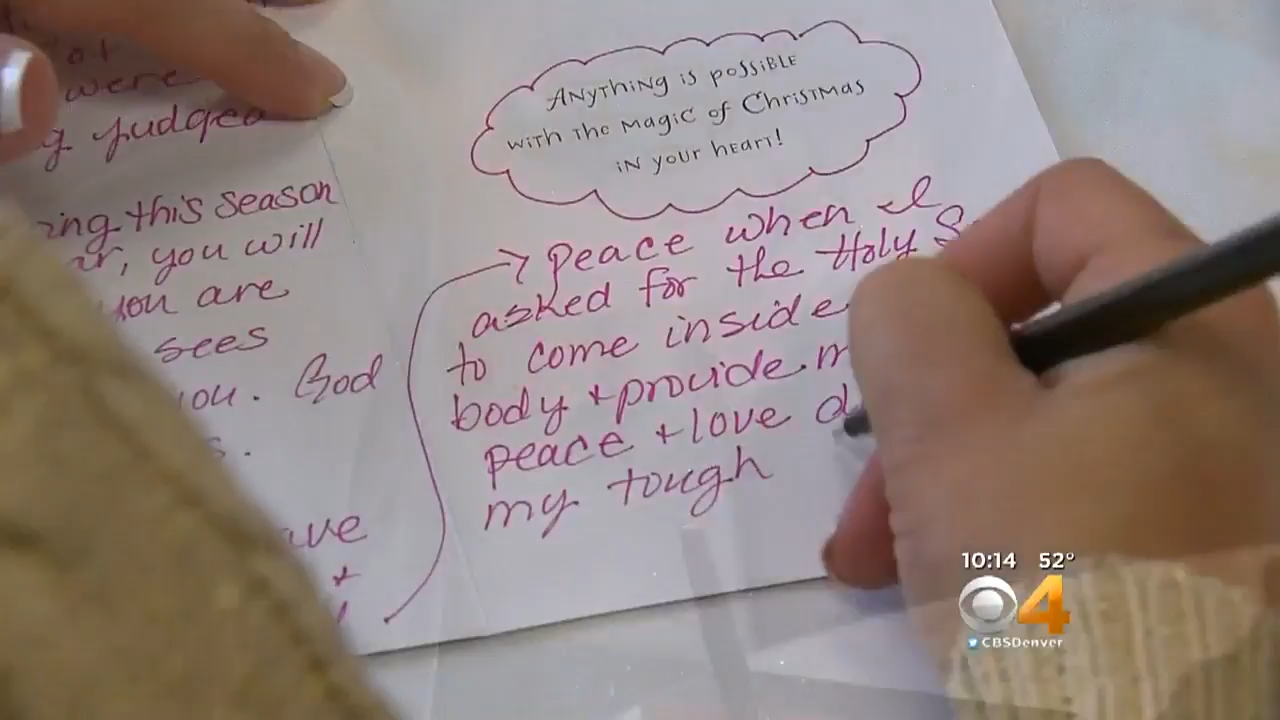 were
judged
this season
you will
you are
sees
God
ANYTHING IS POSSIBLE
WITH THE MAGIC OF CHRISTMAS
IN YOUR HEART!
peace when I
asked for the Holy
to come inside
body + provide
peace + love
my tough
10:14 52°
4
CBSDenver